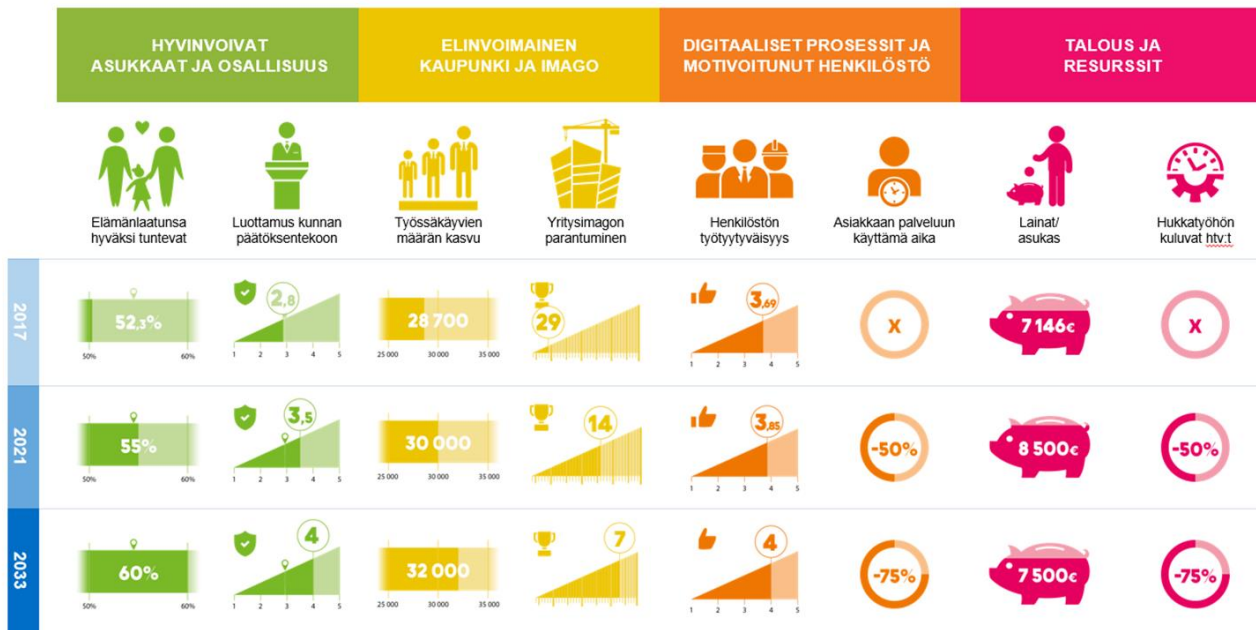 HYVINVOIVAT
ASUKKAAT JA OSALLISUUS
ELINVOIMAINEN
KAUPUNKI JA IMAGO
DIGITAALISET PROSESSIT JA
MOTIVOITUNUT HENKILÖSTÖ
TALOUS JA
RESURSSIT
Elämänlaatunsa
hyväksi tuntevat
Luottamus kunnan
päätöksentekoon
Työssäkäyvien
määrän kasvu
Yritysimagon
parantuminen
Henkilöstön
työtyytyväisyys
Asiakkaan palveluun
käyttämä aika
Lainat/
asukas
Hukkatyöhön
kuluvat htv:t
2017
52,3%
50% 60%
2,8
1 2 3 4 5
28 700
25 000 30 000 35 000
29
3,69
1 2 3 4 5
X
7 146€
X
2021
55%
50% 60%
3,5
1 2 3 4 5
30 000
25 000 30 000 35 000
14
3,85
1 2 3 4 5
-50%
8 500€
-50%
2033
60%
50% 60%
4
1 2 3 4 5
32 000
25 000 30 000 35 000
7
4
1 2 3 4 5
-75%
7 500€
-75%